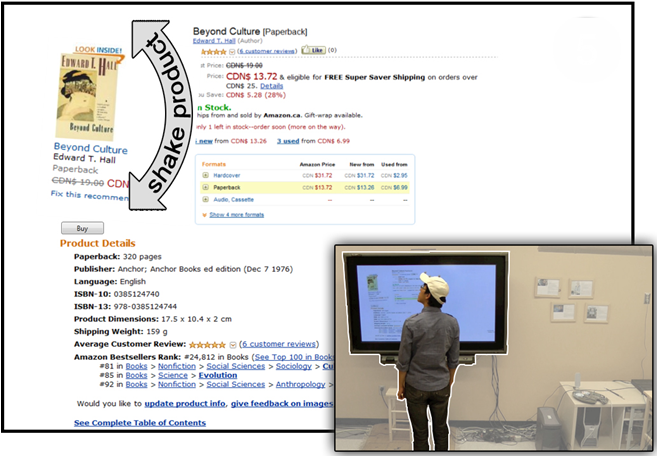 LOOK INSIDE!
EDWARD T. HALL
Beyond Culture
Beyond Culture
Edward T. Hall
Paperback
CDN$ 19.00 CDN
Fix this recommen
shake product
Beyond Culture [Paperback]
Edward T. Hall (Author)
(6 customer reviews) Like (0)
st Price: CDN$ 19.00
Price: CDN$ 13.72 & eligible for FREE Super Saver Shipping on orders over
CDN$ 25. Details
ou Save: CDN$ 5.28 (28%)
n Stock.
hips from and sold by Amazon.ca. Gift-wrap available.
only 1 left in stock--order soon (more on the way).
new from CDN$ 13.26 3 used from CDN$ 6.99
Formats Amazon Price New from Used from
Hardcover CDN$ 31.72 CDN$ 31.72 CDN$ 2.95
Paperback CDN$ 13.72 CDN$ 13.26 CDN$ 6.99
Audio, Cassette -- -- --
Show 4 more formats
Buy
Product Details
Paperback: 320 pages
Publisher: Anchor; Anchor Books ed edition (Dec 7 1976)
Language: English
ISBN-10: 0385124740
ISBN-13: 978-0385124744
Product Dimensions: 17.5 x 10.4 x 2 cm
Shipping Weight: 159 g
Average Customer Review: (6 customer reviews)
Amazon Bestsellers Rank: #24,812 in Books (See Top 100 in Book
#81 in Books > Nonfiction > Social Sciences > Sociology > Cu
#85 in Books > Science > Evolution
#92 in Books > Nonfiction > Social Sciences > Anthropology >
Would you like to update product info, give feedback on images
See Complete Table of Contents